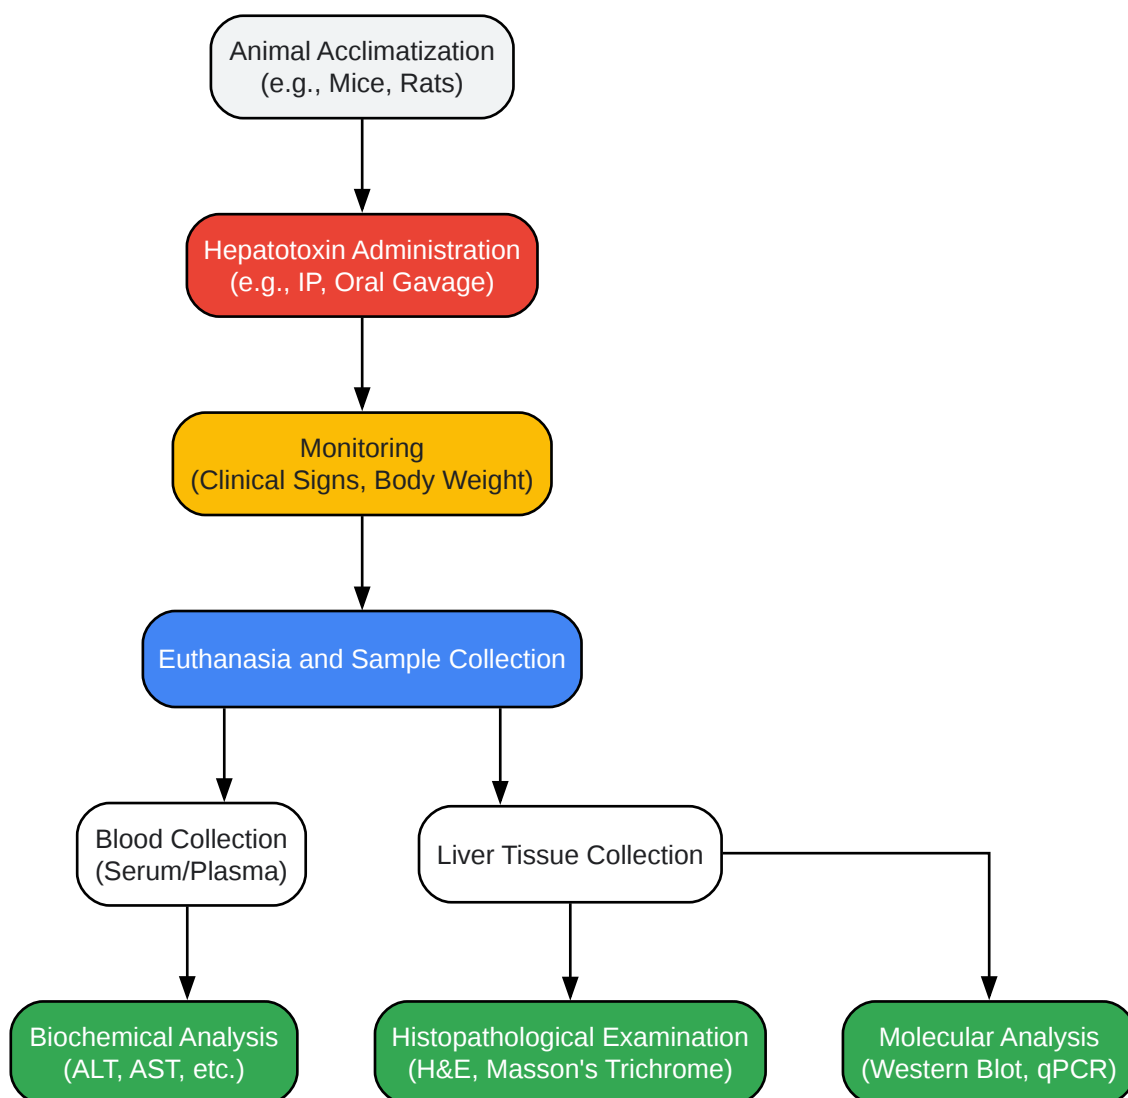 Animal Acclimatization
(e.g., Mice, Rats)
Hepatotoxin Administration
(e.g., IP, Oral Gavage)
Monitoring
(Clinical Signs, Body Weight)
Euthanasia and Sample Collection
Blood Collection
(Serum/Plasma)
Liver Tissue Collection
Biochemical Analysis
(ALT, AST, etc.)
Histopathological Examination
(H&E, Masson's Trichrome)
Molecular Analysis
(Western Blot, qPCR)